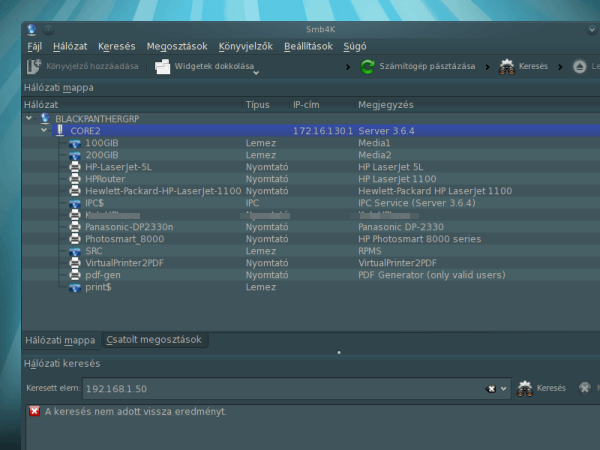 Smb4K
Fájl Hálózat Keresés Megosztások Könyvjelzők Beállítások Súgó
Könyvjelző hozzáadása Widgetek dokkolása Számítógép pásztázása Keresés
Hálózati mappa
Hálózat Típus IP-cím Megjegyzés
BLACKPANTHERGRP
CORE2 172.16.130.1 Server 3.6.4
100GIB Lemez Media1
200GIB Lemez Media2
HP-LaserJet-5L Nyomtató HP LaserJet 5L
HPRouter Nyomtató HP LaserJet 1100
Hewlett-Packard-HP-LaserJet-1100 Nyomtató Hewlett-Packard HP LaserJet 1100
IPC$ IPC IPC Service (Server 3.6.4)
Panasonic-DP2330n Nyomtató Panasonic DP-2330
Photosmart_8000 Nyomtató HP Photosmart 8000 series
SRC Lemez RPMS
VirtualPrinter2PDF Nyomtató VirtualPrinter2PDF
pdf-gen Nyomtató PDF Generator (only valid users)
print$ Lemez
Hálózati mappa Csatolt megosztások
Hálózati keresés
Keresett elem: 192.168.1.50 Keresés
A keresés nem adott vissza eredményt.